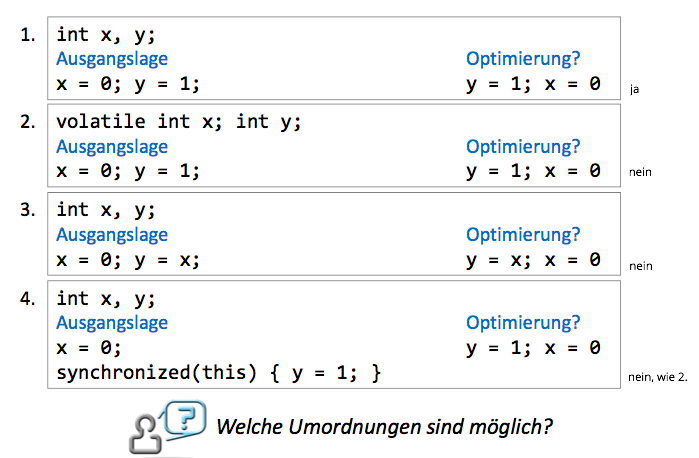 1. int x, y;
Ausgangslage Optimierung?
x = 0; y = 1; y = 1; x = 0
ja
2. volatile int x; int y;
Ausgangslage Optimierung?
x = 0; y = 1; y = 1; x = 0
nein
3. int x, y;
Ausgangslage Optimierung?
x = 0; y = x; y = x; x = 0
nein
4. int x, y;
Ausgangslage Optimierung?
x = 0; y = 1; x = 0
synchronized(this) { y = 1; }
nein, wie 2.
? Welche Umordnungen sind möglich?